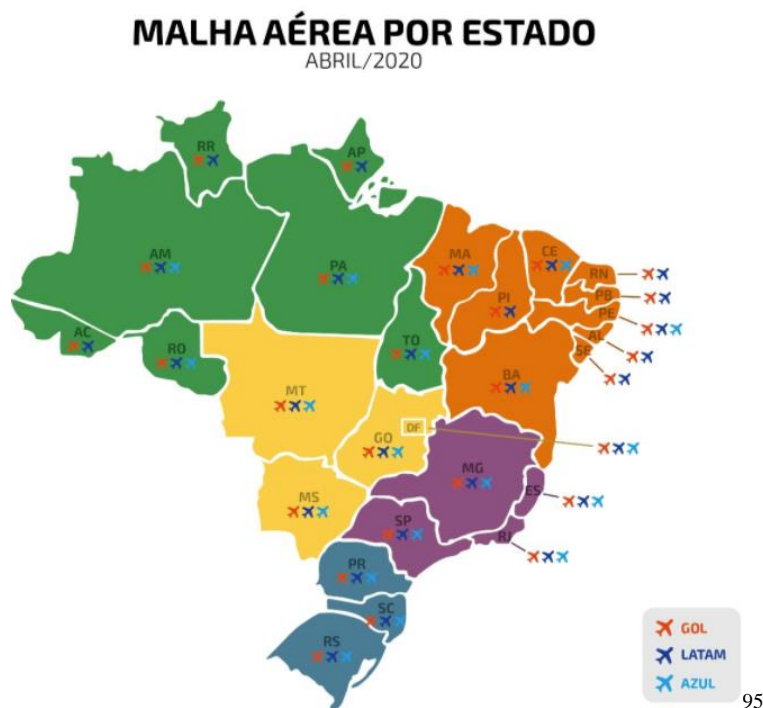 MALHA AÉREA POR ESTADO
ABRIL/2020
RR
AP
AM
PA
MA
CE
RN
PI
PB
PE
AC
AL
RO
TO
SE
BA
MT
GO
DF
MG
MS
ES
SP
RJ
PR
SC
RS
GOL
LATAM
AZUL
95